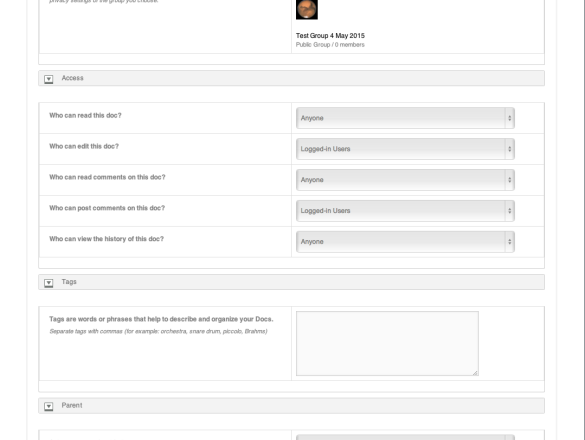 privacy settings of the group you choose.
Test Group 4 May 2015
Public Group / 0 members
Access
Who can read this doc?
Anyone
Who can edit this doc?
Logged-in Users
Who can read comments on this doc?
Anyone
Who can post comments on this doc?
Logged-in Users
Who can view the history of this doc?
Anyone
Tags
Tags are words or phrases that help to describe and organize your Docs.
Separate tags with commas (for example: orchestra, snare drum, piccolo, Brahms)
Parent